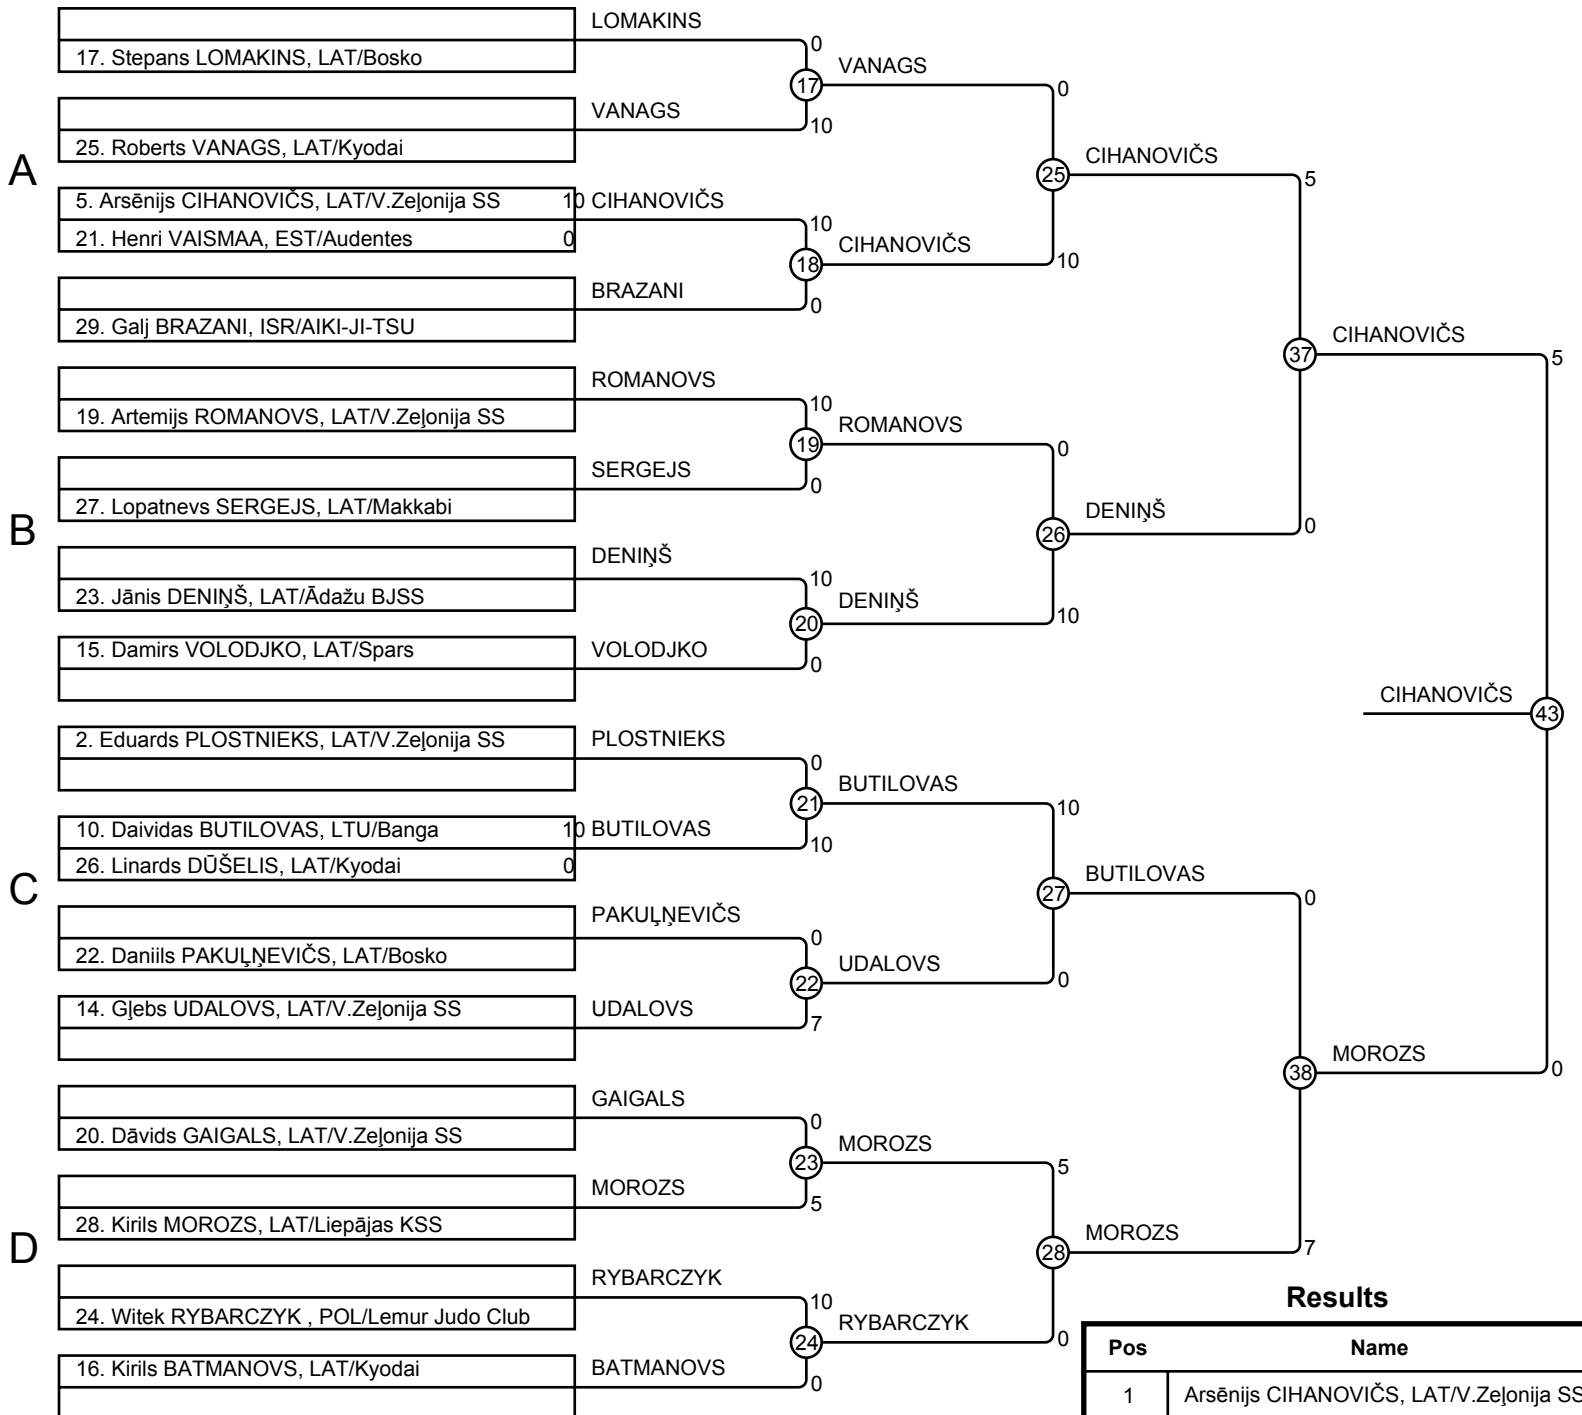 LOMAKINS
17. Stepans LOMAKINS, LAT/Bosko
0
17
VANAGS
VANAGS
25. Roberts VANAGS, LAT/Kyodai
10
0
A
5. Arsēnijs CIHANOVIČS, LAT/V.Zeļonija SS 10
21. Henri VAISMAA, EST/Audentes 0
CIHANOVIČS
10
18
CIHANOVIČS
10
BRAZANI
29. Galj BRAZANI, ISR/AIKI-JI-TSU
0
25
CIHANOVIČS
5
ROMANOVS
19. Artemijs ROMANOVS, LAT/V.Zeļonija SS
10
19
ROMANOVS
0
SERGEJS
27. Lopatnevs SERGEJS, LAT/Makkabi
0
B
DENIŅŠ
23. Jānis DENIŅŠ, LAT/Ādažu BJSS
10
20
DENIŅŠ
10
15. Damirs VOLODJKO, LAT/Spars
VOLODJKO
0
26
DENIŅŠ
0
37
CIHANOVIČS
5
2. Eduards PLOSTNIEKS, LAT/V.Zeļonija SS
PLOSTNIEKS
0
21
BUTILOVAS
10
10. Daividas BUTILOVAS, LTU/Banga 10
26. Linards DŪŠELIS, LAT/Kyodai 0
BUTILOVAS
10
C
PAKUĻŅEVIČS
22. Daniils PAKUĻŅEVIČS, LAT/Bosko
0
22
UDALOVS
0
14. Gļebs UDALOVS, LAT/V.Zeļonija SS
UDALOVS
7
27
BUTILOVAS
0
GAIGALS
20. Dāvids GAIGALS, LAT/V.Zeļonija SS
0
23
MOROZS
5
MOROZS
28. Kirils MOROZS, LAT/Liepājas KSS
5
D
RYBARCZYK
24. Witek RYBARCZYK , POL/Lemur Judo Club
10
24
RYBARCZYK
0
16. Kirils BATMANOVS, LAT/Kyodai
BATMANOVS
0
28
MOROZS
7
38
MOROZS
0
CIHANOVIČS
43
Results
Pos Name
1 Arsēnijs CIHANOVIČS, LAT/V.Zeļonija SS